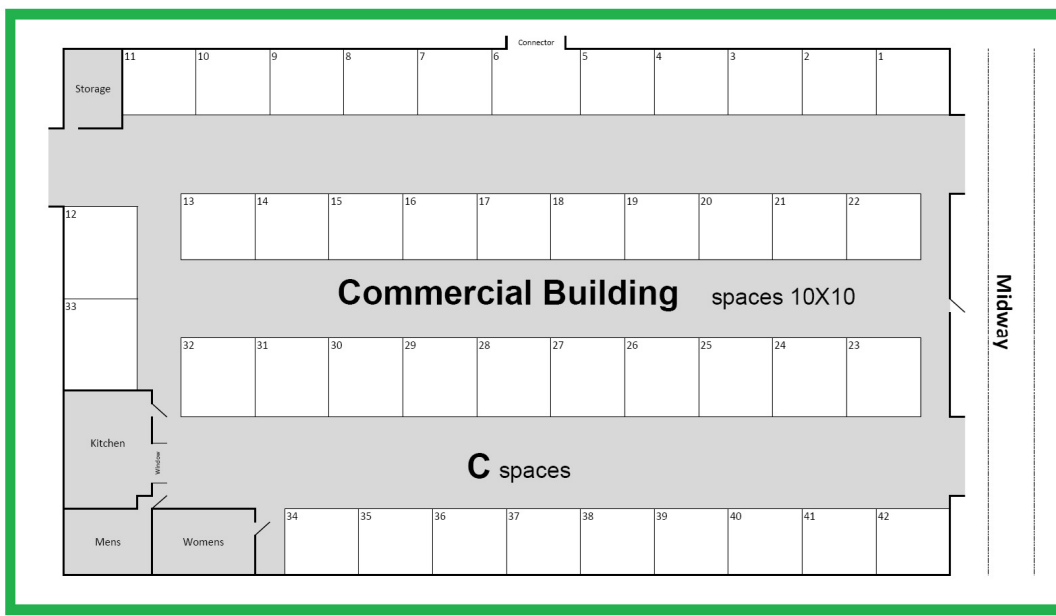 Connector
11 10 9 8 7 6 5 4 3 2 1
Storage
12
13 14 15 16 17 18 19 20 21 22
Commercial Building spaces 10X10
Midway
33
32 31 30 29 28 27 26 25 24 23
Kitchen
Window
C spaces
34 35 36 37 38 39 40 41 42
Mens
Womens